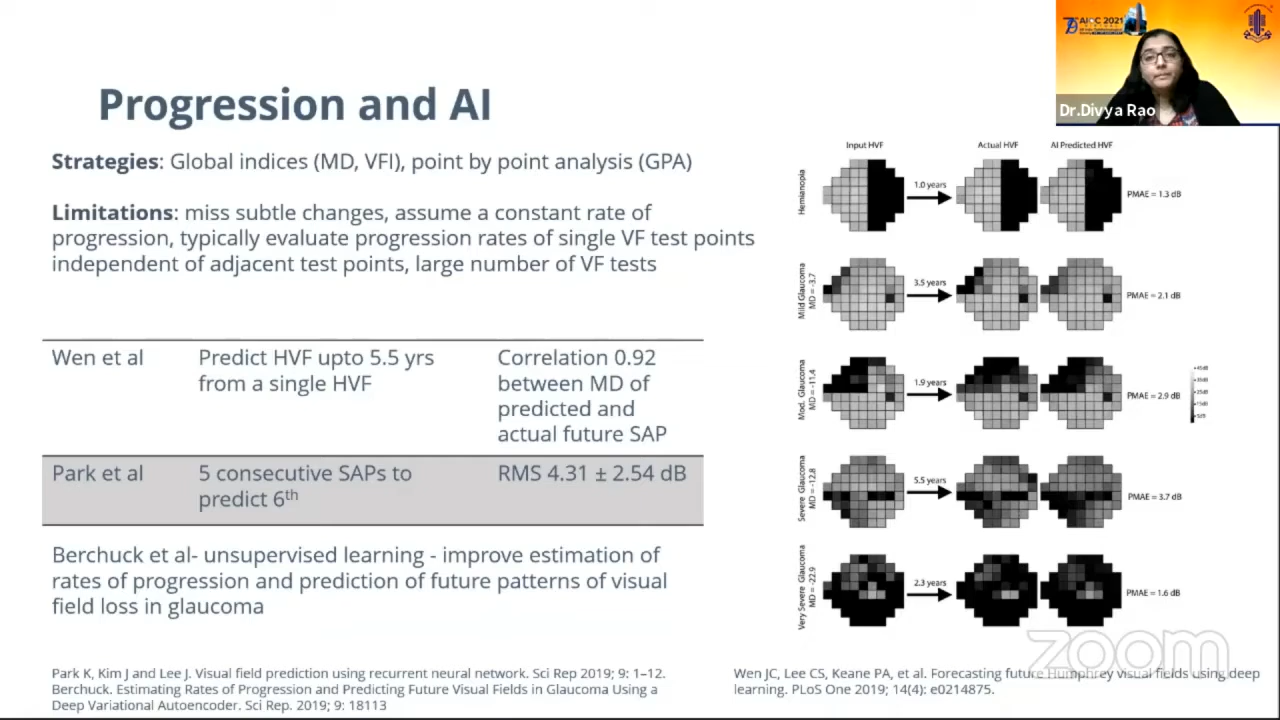 AIOC 2021
Dr.Divya Rao
Progression and AI
Strategies: Global indices (MD, VFI), point by point analysis (GPA)
Limitations: miss subtle changes, assume a constant rate of
progression, typically evaluate progression rates of single VF test points
independent of adjacent test points, large number of VF tests
Wen et al
Predict HVF upto 5.5 yrs
from a single HVF
Correlation 0.92
between MD of
predicted and
actual future SAP
Park et al
5 consecutive SAPs to
predict 6th
RMS 4.31 ± 2.54 dB
Berchuck et al- unsupervised learning - improve estimation of
rates of progression and prediction of future patterns of visual
field loss in glaucoma
Input HVF
Actual HVF
AI Predicted HVF
Hemianopia
1.0 years
PMAE = 1.3 dB
Mild Glaucoma
MD = -3.7
3.5 years
PMAE = 2.1 dB
Mod. Glaucoma
MD = -11.4
1.9 years
PMAE = 2.9 dB
Severe Glaucoma
MD = -12.8
5.5 years
PMAE = 3.7 dB
Very Severe Glaucoma
MD = -22.9
2.3 years
PMAE = 1.6 dB
zoom
Park K, Kim J and Lee J. Visual field prediction using recurrent neural network. Sci Rep 2019; 9: 1–12.
Berchuck. Estimating Rates of Progression and Predicting Future Visual Fields in Glaucoma Using a
Deep Variational Autoencoder. Sci Rep. 2019; 9: 18113
Wen JC, Lee CS, Keane PA, et al. Forecasting future Humphrey visual fields using deep
learning. PLoS One 2019; 14(4): e0214875.